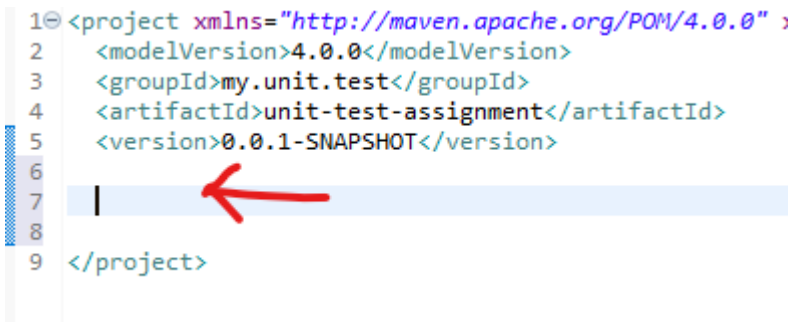 1 <project xmlns="http://maven.apache.org/POM/4.0.0"
2 <modelVersion>4.0.0</modelVersion>
3 <groupId>my.unit.test</groupId>
4 <artifactId>unit-test-assignment</artifactId>
5 <version>0.0.1-SNAPSHOT</version>
6
7
8
9 </project>